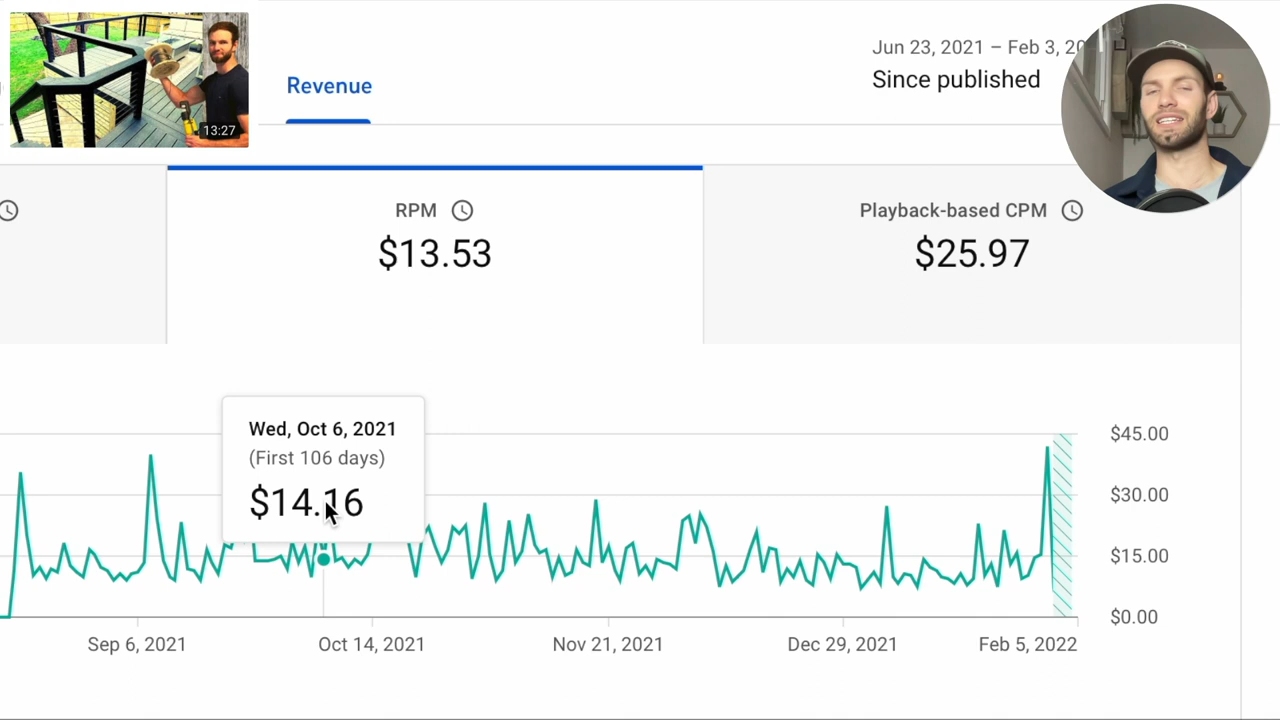 13:27
Revenue
Jun 23, 2021 – Feb 3, 20
Since published
RPM
$13.53
Playback-based CPM
$25.97
Wed, Oct 6, 2021
(First 106 days)
$14.16
$45.00
$30.00
$15.00
$0.00
Sep 6, 2021
Oct 14, 2021
Nov 21, 2021
Dec 29, 2021
Feb 5, 2022